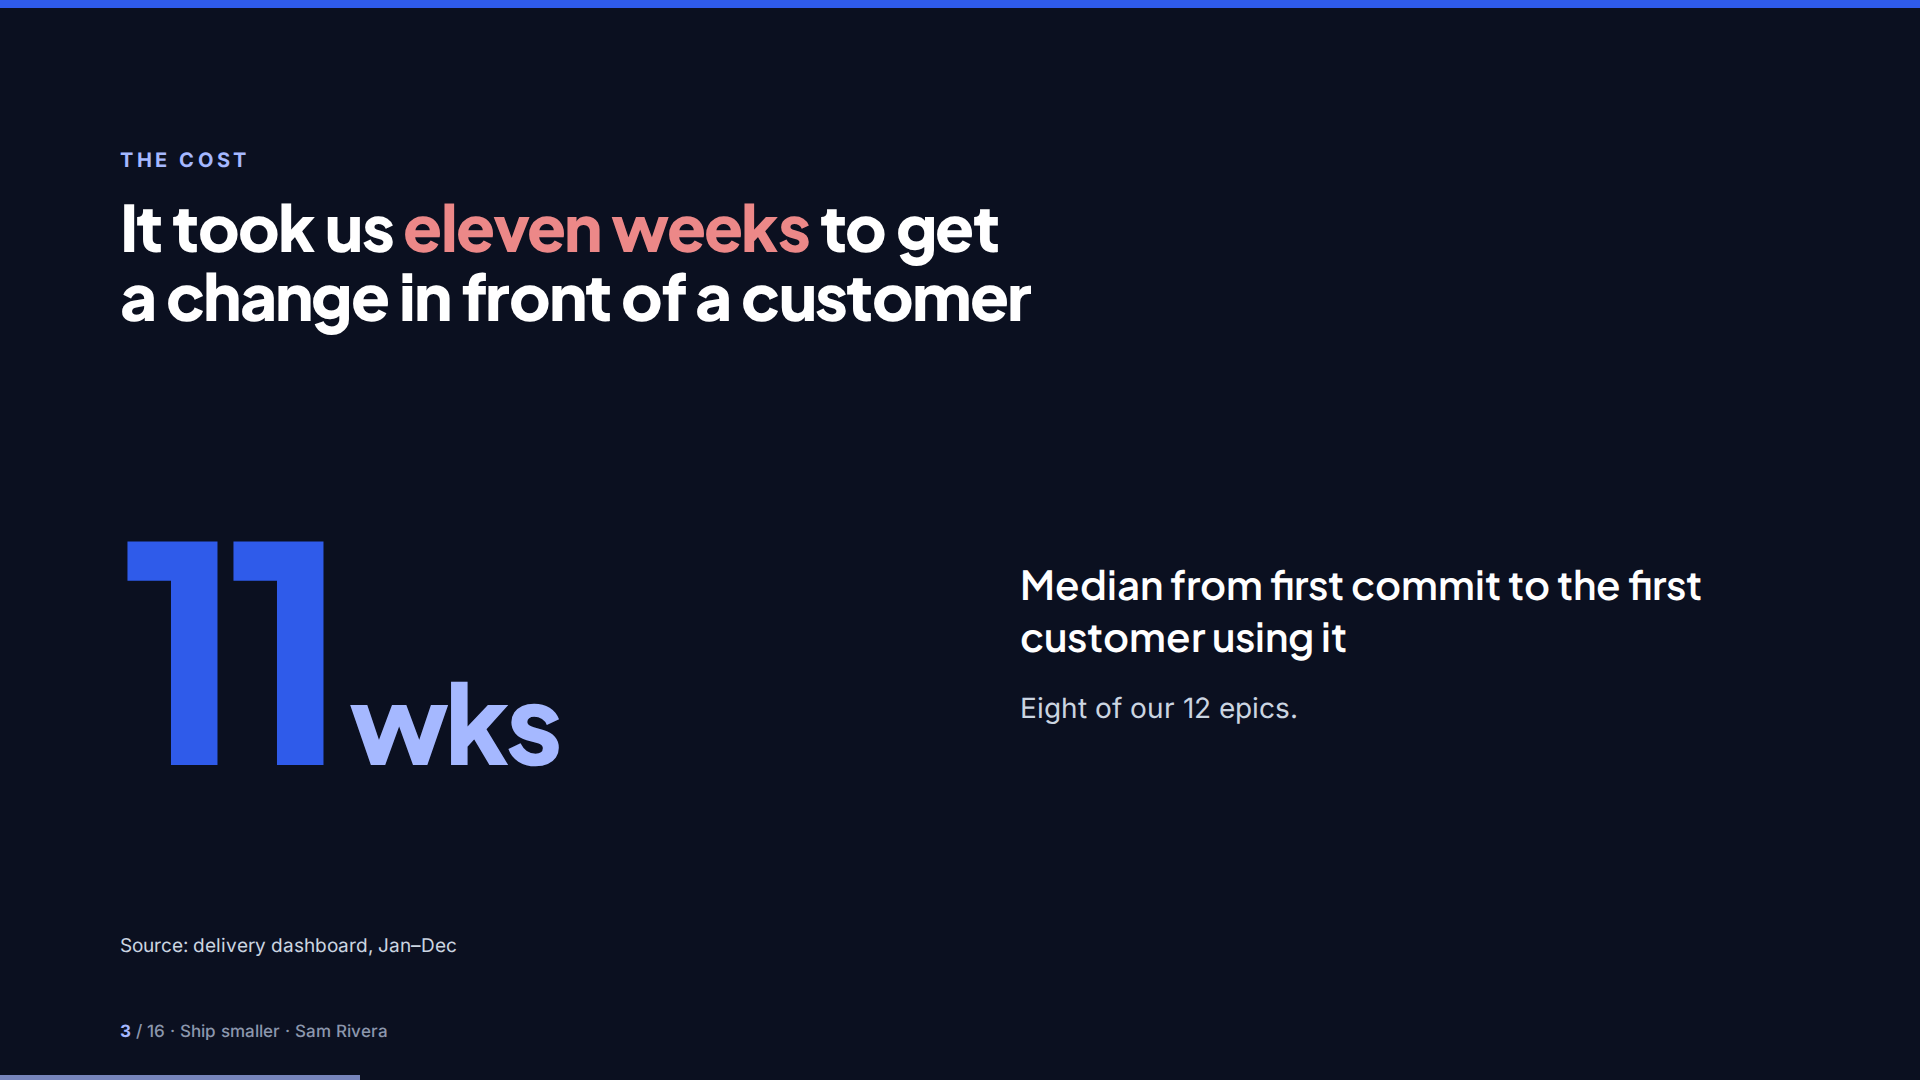 THE COST
It took us eleven weeks to get
a change in front of a customer
11 wks
Median from first commit to the first
customer using it
Eight of our 12 epics.
Source: delivery dashboard, Jan–Dec
3 / 16 · Ship smaller · Sam Rivera